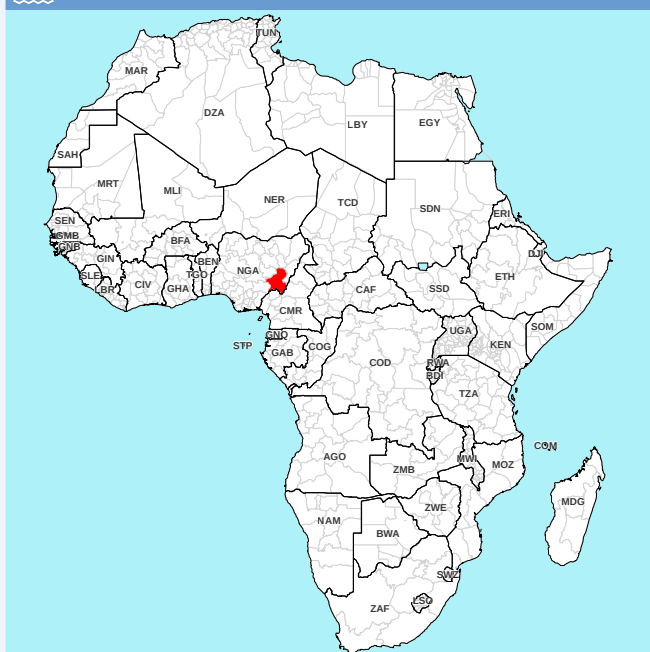 TUN
MAR
DZA
LBY
EGY
SAH
MRT
MLI
NER
TCD
SDN
ERI
SEN
GMB
GNB
BFA
DJI
GIN
BEN
NGA
ETH
SLE
TGO
LBR
CIV
GHA
CAF
SSD
CMR
SOM
UGA
GNQ
KEN
STP
COG
GAB
COD
RWA
BDI
TZA
COM
AGO
MWI
MOZ
ZMB
MDG
ZWE
NAM
BWA
SWZ
LSO
ZAF